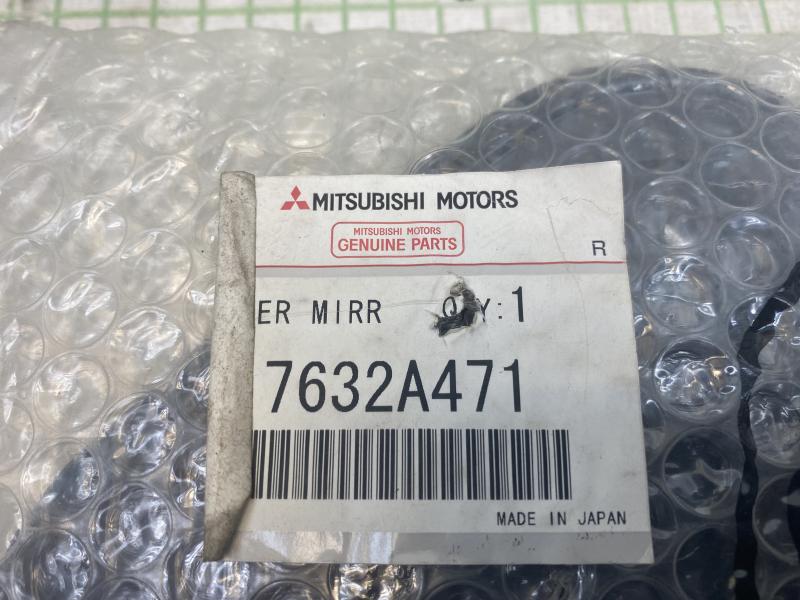 MITSUBISHI MOTORS
MITSUBISHI MOTORS
GENUINE PARTS
R
ER MIRR :1
7632A471
MADE IN JAPAN